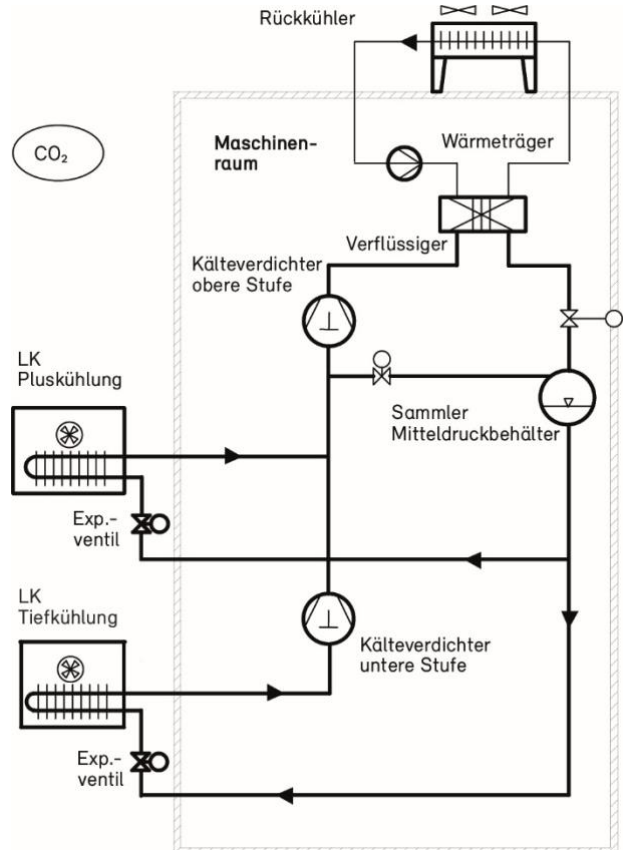 Rückkühler
CO₂
Maschinen-
raum
Wärmeträger
Verflüssiger
Kälteverdichter
obere Stufe
LK
Pluskühlung
Sammler
Mitteldruckbehälter
Exp.-
ventil
LK
Tiefkühlung
Kälteverdichter
untere Stufe
Exp.-
ventil